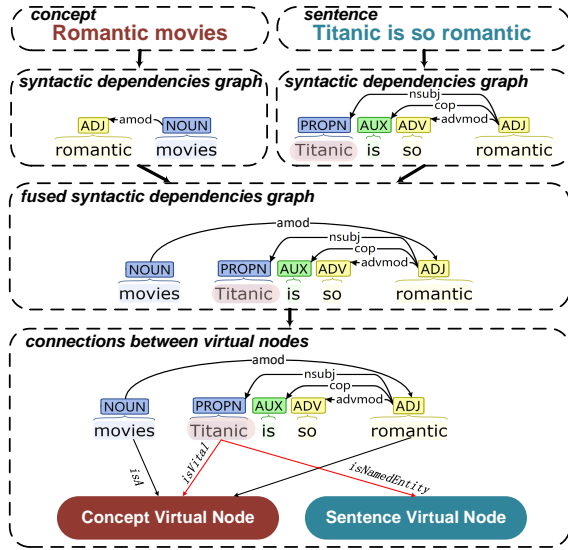 concept
Romantic movies
sentence
Titanic is so romantic
syntactic dependencies graph
amod
ADJ NOUN
romantic movies
syntactic dependencies graph
nsubj
cop
advmod
PROPN AUX ADV ADJ
Titanic is so romantic
fused syntactic dependencies graph
amod
nsubj
cop
advmod
NOUN PROPN AUX ADV ADJ
movies Titanic is so romantic
connections between virtual nodes
amod
nsubj
cop
advmod
NOUN PROPN AUX ADV ADJ
movies Titanic is so romantic
isA
isVital
isNamedEntity
Concept Virtual Node
Sentence Virtual Node